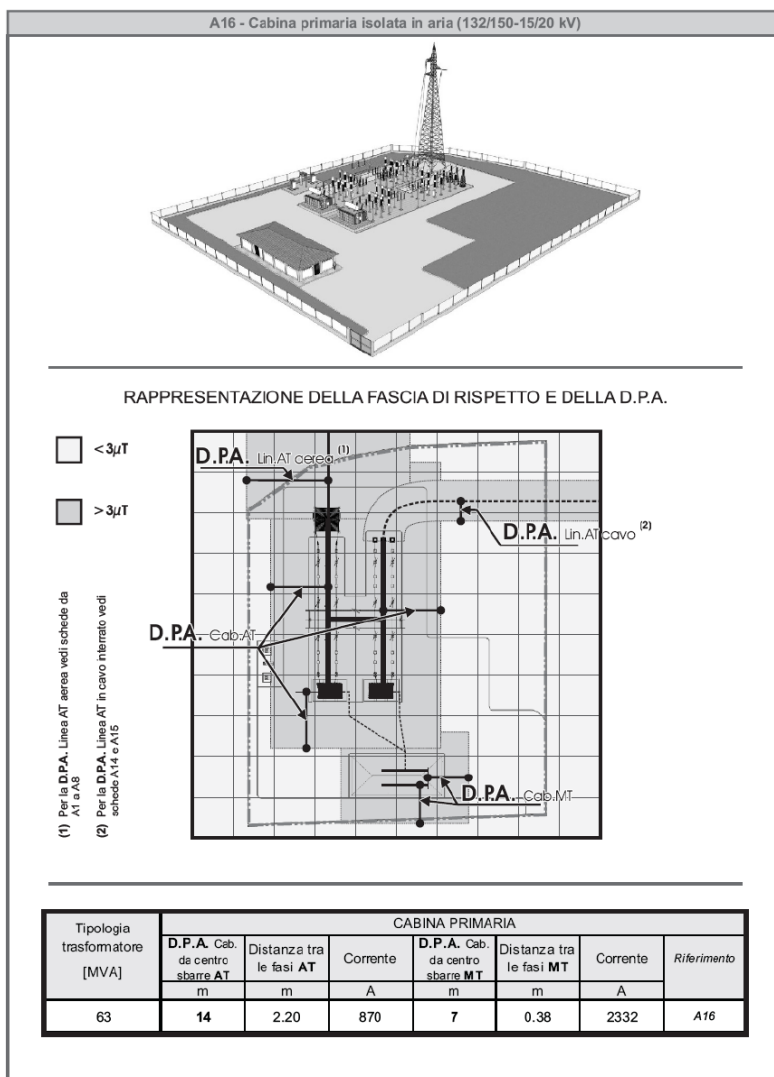 A16 - Cabina primaria isolata in aria (132/150-15/20 kV)
RAPPRESENTAZIONE DELLA FASCIA DI RISPETTO E DELLA D.P.A.
< 3µT
> 3µT
D.P.A. Lin.AT aerea (1)
D.P.A. Lin.AT cavo (2)
D.P.A. Cab.AT
D.P.A. Cab.MT
(1) Per la D.P.A. Linea AT aerea vedi schede da
A1 a A8
(2) Per la D.P.A. Linea AT in cavo interrato vedi
schede A14 e A15
Tipologia
trasformatore
[MVA]
CABINA PRIMARIA
D.P.A. Cab.
da centro
sbarre AT
Distanza tra
le fasi AT
Corrente
D.P.A. Cab.
da centro
sbarre MT
Distanza tra
le fasi MT
Corrente
Riferimento
m m A m m A
63 14 2.20 870 7 0.38 2332 A16